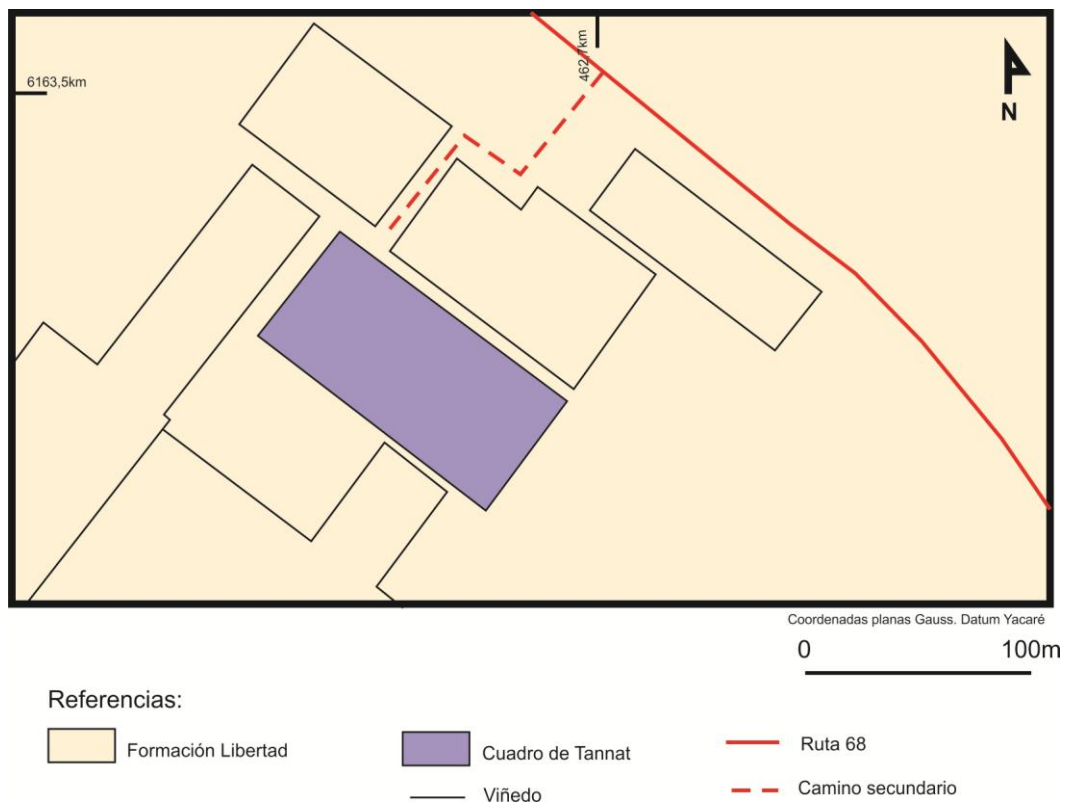 462,7km
6163,5km
N
Coordenadas planas Gauss. Datum Yacaré
0 100m
Referencias:
Formación Libertad
Cuadro de Tannat
Ruta 68
Viñedo
Camino secundario